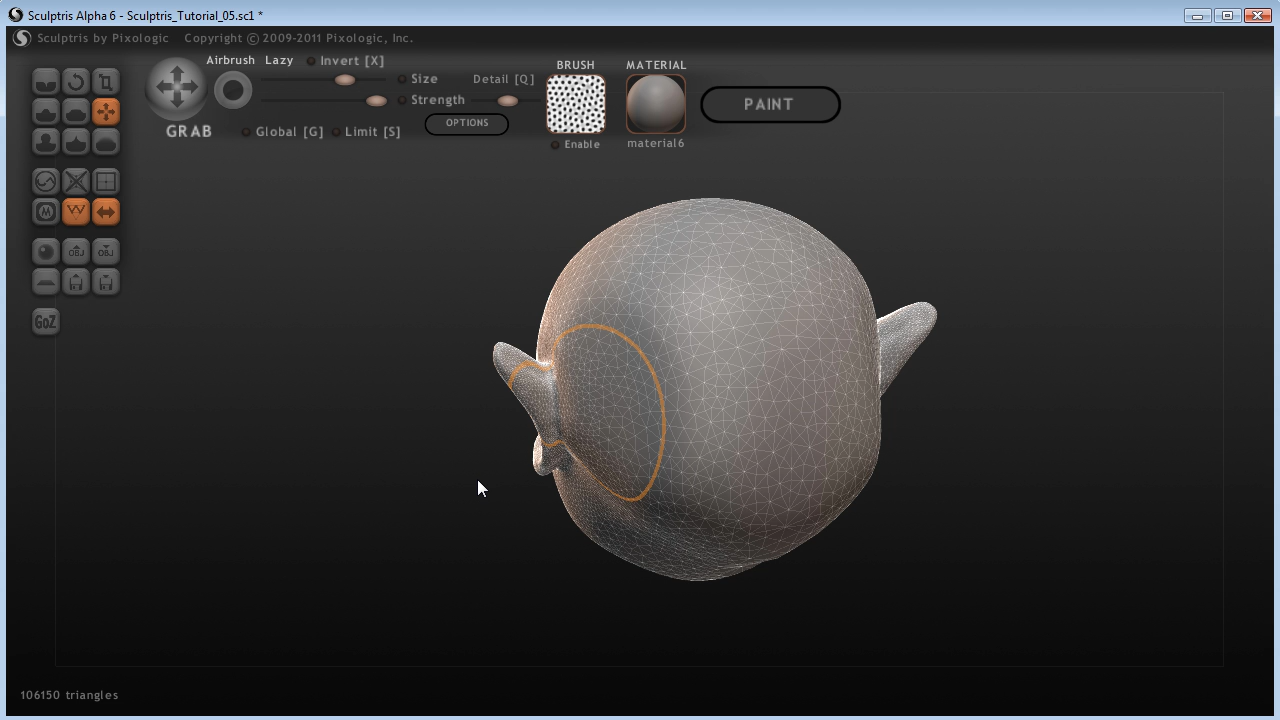 Sculptris Alpha 6 - Sculptris_Tutorial_05.sc1 *
Sculptris by Pixologic Copyright © 2009-2011 Pixologic, Inc.
Airbrush Lazy Invert [X]
Size Detail [Q]
Strength
GRAB
Global [G] Limit [S]
OPTIONS
BRUSH
Enable
MATERIAL
material6
PAINT
M
OBJ OBJ
GoZ
106150 triangles